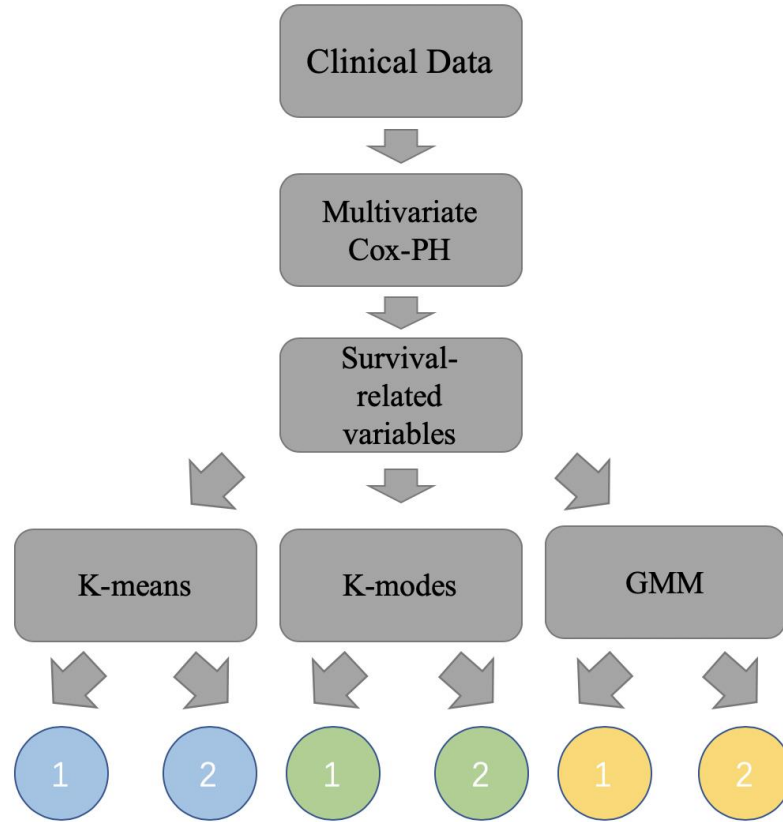 Clinical Data
Multivariate
Cox-PH
Survival-
related
variables
K-means
K-modes
GMM
1
2
1
2
1
2